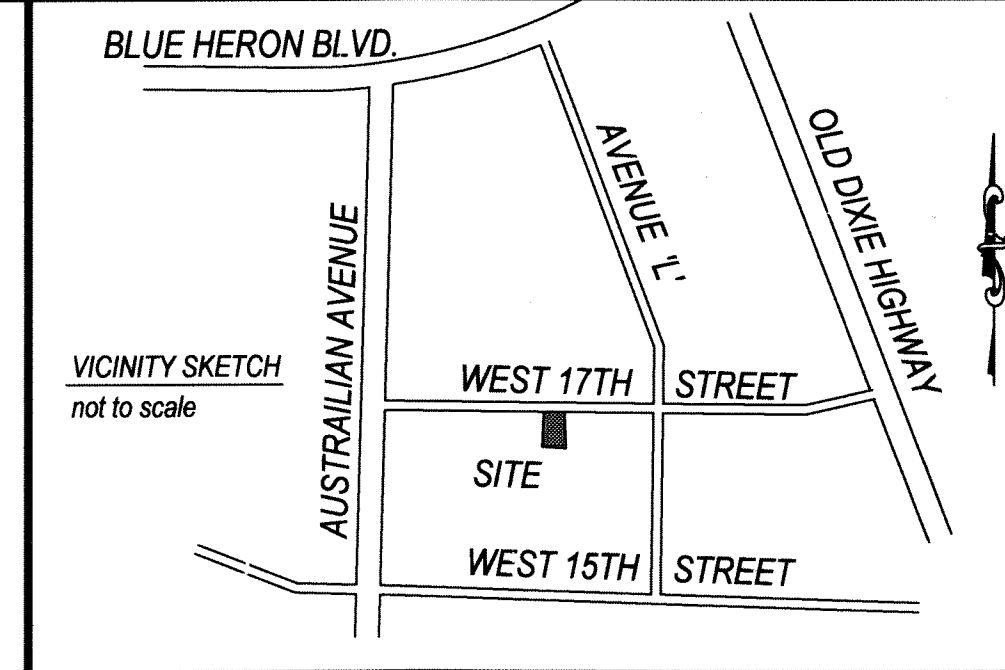 BLUE HERON BLVD.
AVENUE 'L'
OLD DIXIE HIGHWAY
AUSTRAILIAN AVENUE
VICINITY SKETCH
not to scale
WEST 17TH STREET
SITE
WEST 15TH STREET